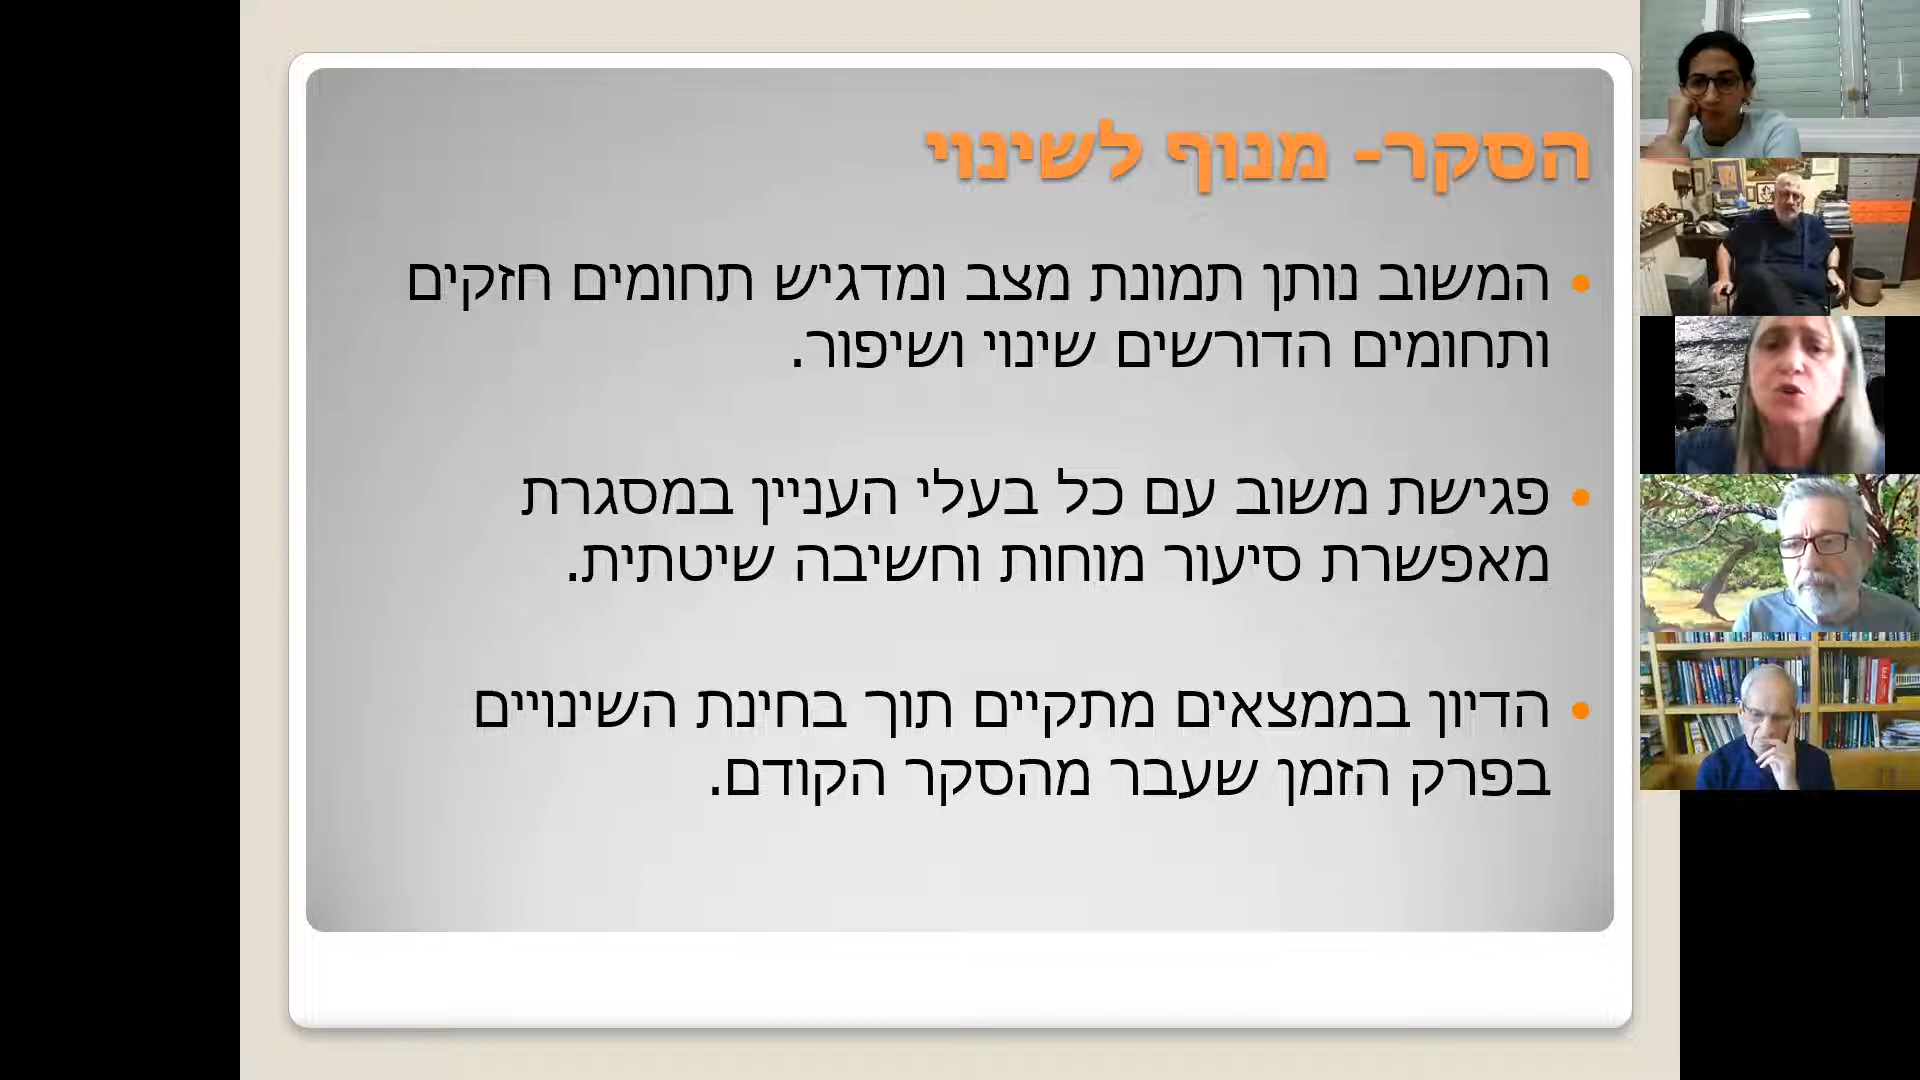 הסקר- מנוף לשינוי
• המשוב נותן תמונת מצב ומדגיש תחומים חזקים
ותחומים הדורשים שינוי ושיפור.
• פגישת משוב עם כל בעלי העניין במסגרת
מאפשרת סיעור מוחות וחשיבה שיטתית.
• הדיון בממצאים מתקיים תוך בחינת השינויים
בפרק הזמן שעבר מהסקר הקודם.